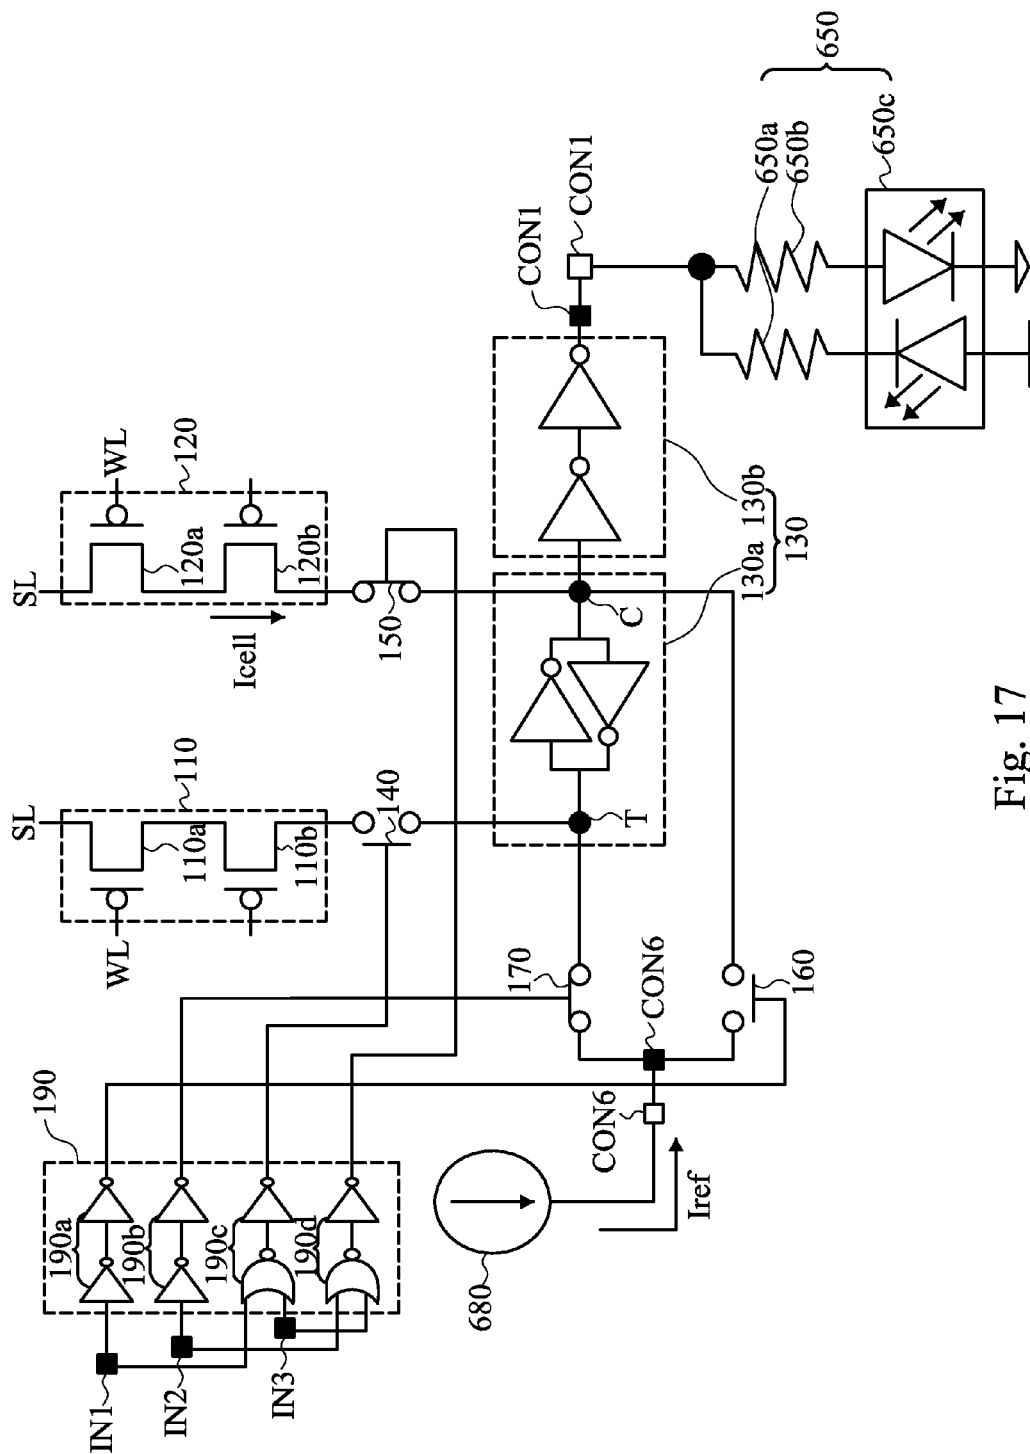 SL
WL
110
110a
110b
140
SL
WL
120
120a
120b
Icell
150
190
190a
190b
190c
190d
IN1
IN2
IN3
170
160
CON6
CON6
680
Iref
T
C
130a
130b
130
CON1
CON1
650a
650b
650c
650
Fig. 17